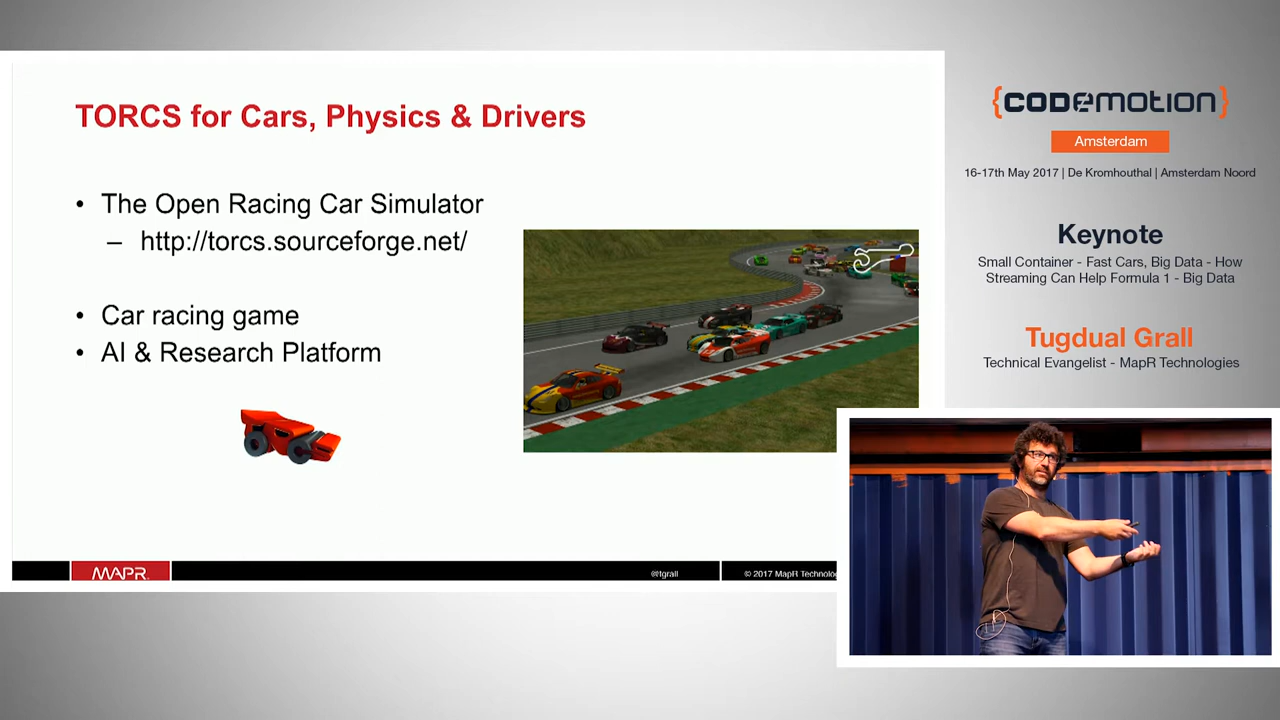 TORCS for Cars, Physics & Drivers
• The Open Racing Car Simulator
– http://torcs.sourceforge.net/
• Car racing game
• AI & Research Platform
MAPR
@tgrall
© 2017 MapR
{CODEMOTION}
Amsterdam
16-17th May 2017 | De Kromhouthal | Amsterdam Noord
Keynote
Small Container - Fast Cars, Big Data - How
Streaming Can Help Formula 1 - Big Data
Tugdual Grall
Technical Evangelist - MapR Technologies